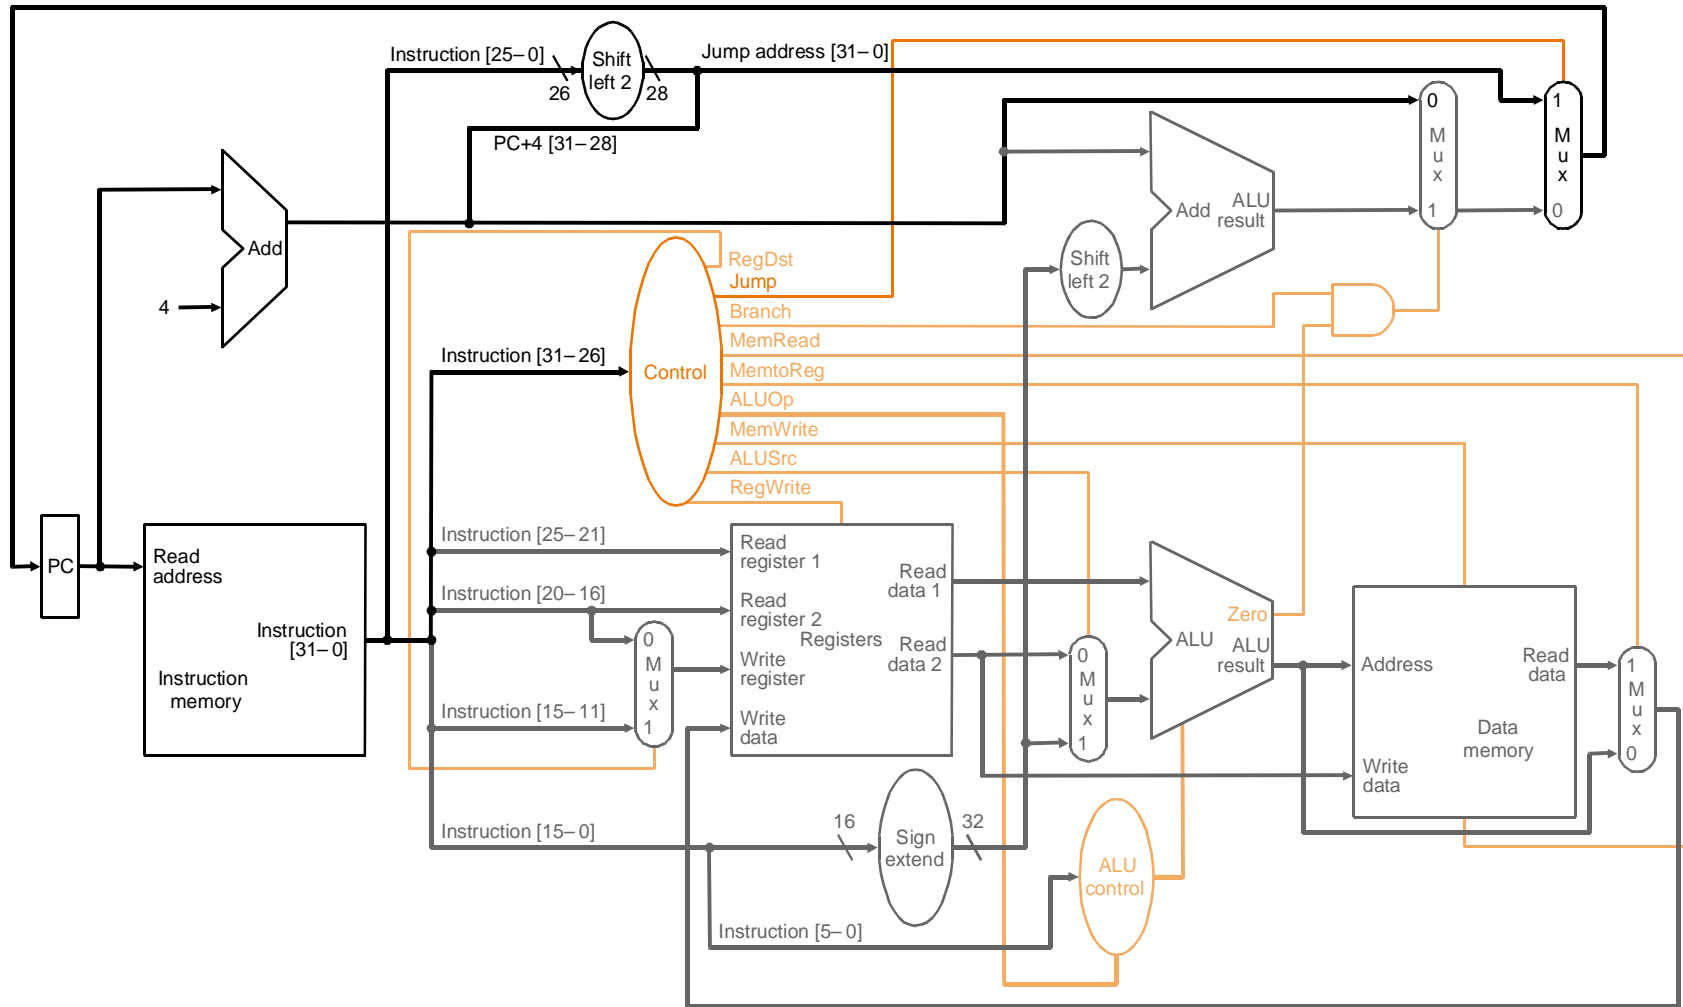 Instruction [25–0]
Shift
left 2
Jump address [31–0]
26
28
PC+4 [31–28]
Add
4
0
M
u
x
1
1
M
u
x
0
Add
ALU
result
Shift
left 2
RegDst
Jump
Branch
MemRead
MemtoReg
ALUOp
MemWrite
ALUSrc
RegWrite
Instruction [31–26]
Control
PC
Read
address
Instruction
[31–0]
Instruction
memory
Instruction [25–21]
Instruction [20–16]
Instruction [15–11]
0
M
u
x
1
Read
register 1
Read
register 2
Write
register
Write
data
Registers
Read
data 1
Read
data 2
0
M
u
x
1
Zero
ALU
ALU
result
Address
Write
data
Read
data
Data
memory
1
M
u
x
0
Instruction [15–0]
16
Sign
extend
32
ALU
control
Instruction [5–0]